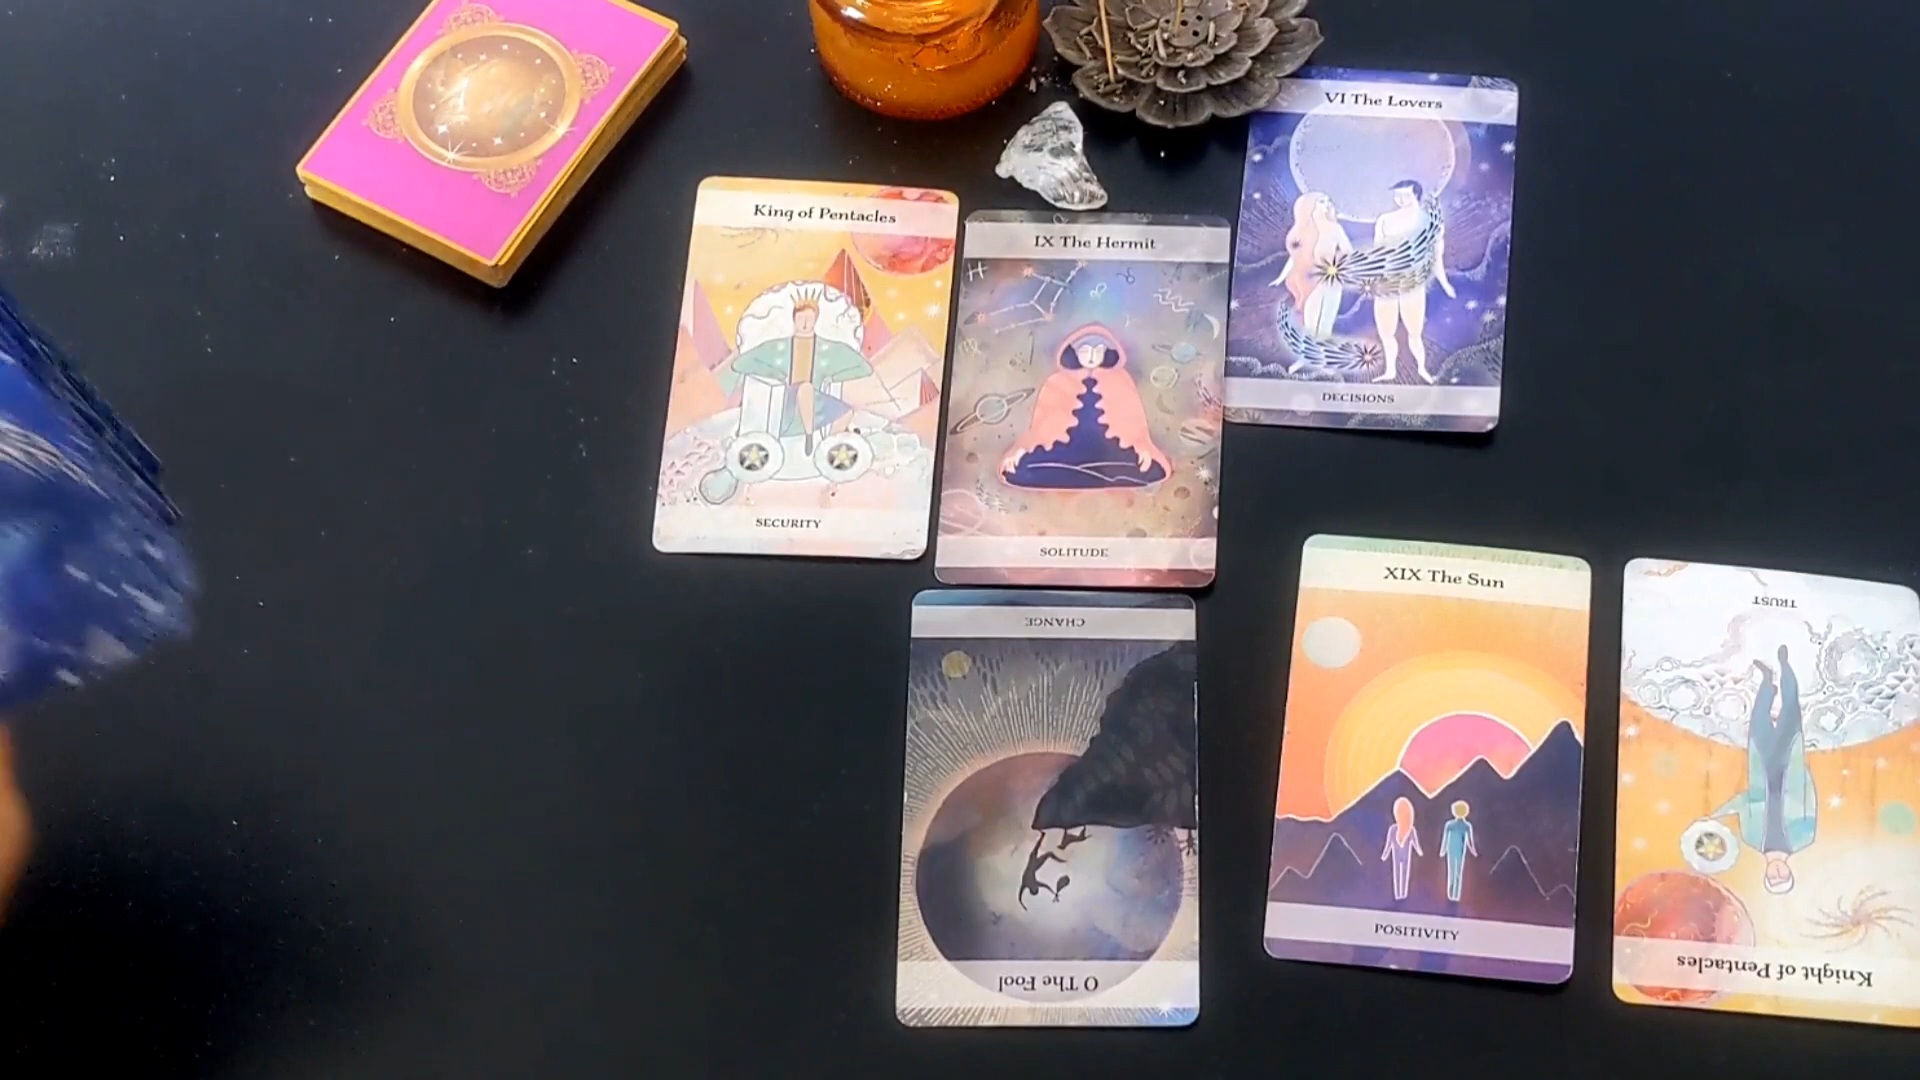 VI The Lovers
DECISIONS
King of Pentacles
SECURITY
IX The Hermit
SOLITUDE
CHANGE
0 The Fool
XIX The Sun
POSITIVITY
TRUST
Knight of Pentacles